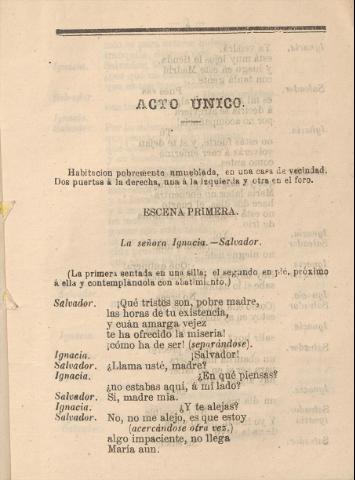 ACTO UNICO.
Habitacion pobremente amueblada, en una casa de vecindad.
Dos puertas á la derecha, una á la izquierda y otra en el foro.
ESCENA PRIMERA.
La señora Ignacia.—Salvador.
(La primera sentada en una silla; el segundo en pié, próximo
á ella y contemplándola con abatimiento.)
Salvador. ¡Qué tristes son, pobre madre,
las horas de tu existencia,
y cuán amarga vejez
te ha ofrecido la miseria!
¡cómo ha de ser! (separándose).
Ignacia. ¡Salvador!
Salvador. ¿Llama usté, madre?
Ignacia. ¿En qué piensas?
¿no estabas aquí, á mi lado?
Salvador. Si, madre mia.
Ignacia. ¿Y te alejas?
Salvador. No, no me alejo, es que estoy
(acercándose otra vez.)
algo impaciente, no llega
María aun.